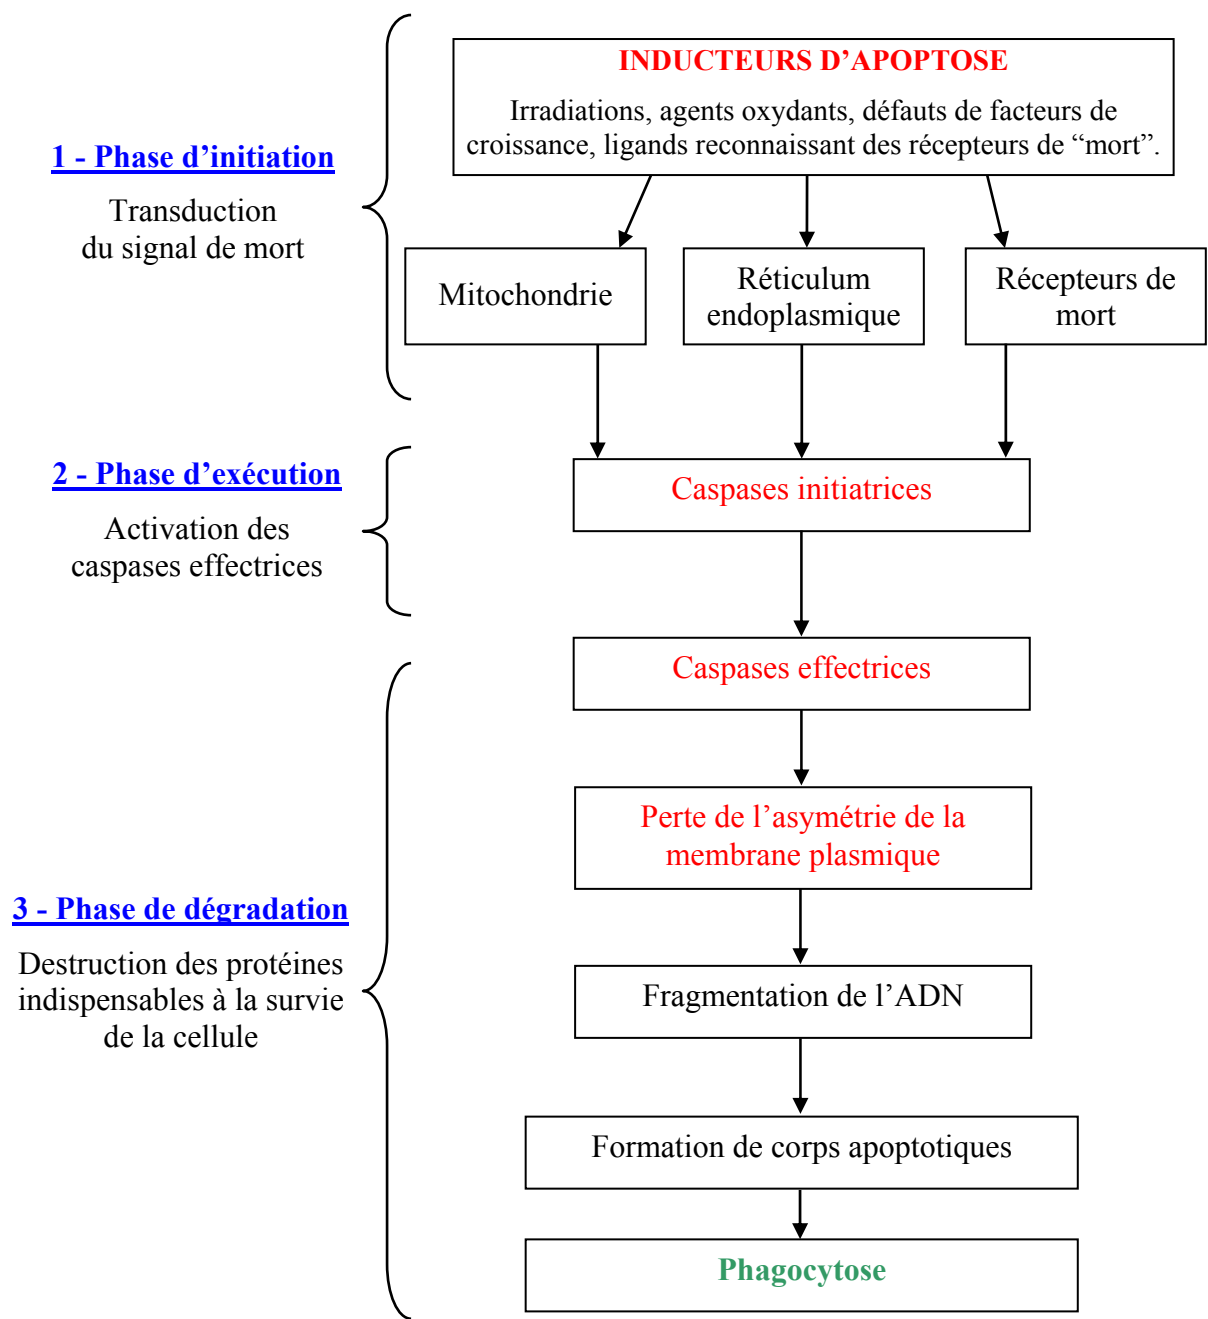 INDUCTEURS D’APOPTOSE
Irradiations, agents oxydants, défauts de facteurs de
croissance, ligands reconnaissant des récepteurs de “mort”.
1 - Phase d’initiation
Transduction
du signal de mort
Mitochondrie
Réticulum
endoplasmique
Récepteurs de
mort
2 - Phase d’exécution
Activation des
caspases effectrices
Caspases initiatrices
Caspases effectrices
Perte de l’asymétrie de la
membrane plasmique
3 - Phase de dégradation
Destruction des protéines
indispensables à la survie
de la cellule
Fragmentation de l’ADN
Formation de corps apoptotiques
Phagocytose